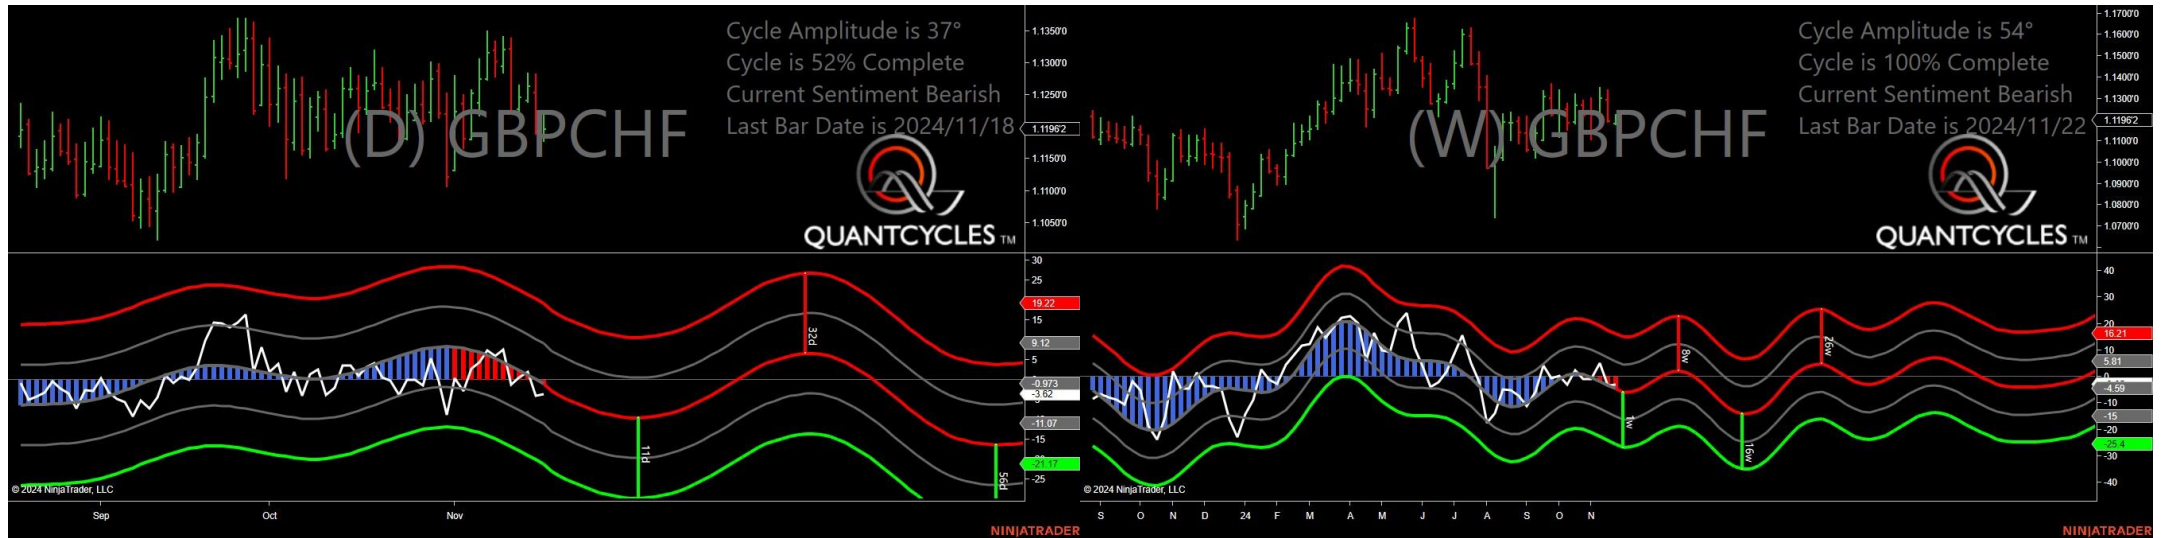 Cycle Amplitude is 37°
Cycle is 52% Complete
Current Sentiment Bearish
Last Bar Date is 2024/11/18
(D) GBPCHF
QUANTCYCLES TM
1.1350'0
1.1300'0
1.1250'0
1.1196'2
1.1150'0
1.1100'0
1.1050'0
30
25
19.22
15
9.12
5
-0.973
-3.62
-11.07
-15
-21.17
-25
32d
11d
56d
© 2024 NinjaTrader, LLC
Sep
Oct
Nov
NINJATRADER
Cycle Amplitude is 54°
Cycle is 100% Complete
Current Sentiment Bearish
Last Bar Date is 2024/11/22
(W) GBPCHF
QUANTCYCLES TM
1.1700'0
1.1600'0
1.1500'0
1.1400'0
1.1300'0
1.1196'2
1.1100'0
1.1000'0
1.0900'0
1.0800'0
1.0700'0
40
30
20
16.21
10
5.81
0
-4.59
-10
-15
-20
-25.4
-30
-40
8w
26w
1w
16w
© 2024 NinjaTrader, LLC
S
O
N
D
24
F
M
A
M
J
J
A
S
O
N
NINJATRADER